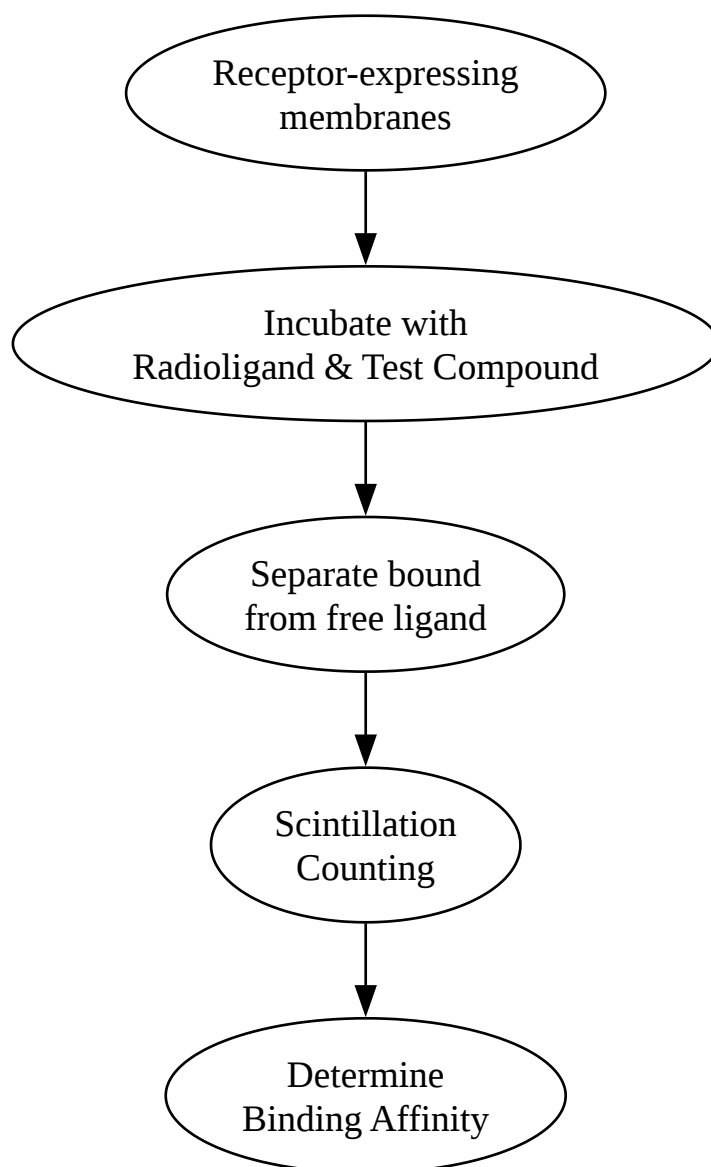 Receptor-expressing
membranes
Incubate with
Radioligand & Test Compound
Separate bound
from free ligand
Scintillation
Counting
Determine
Binding Affinity